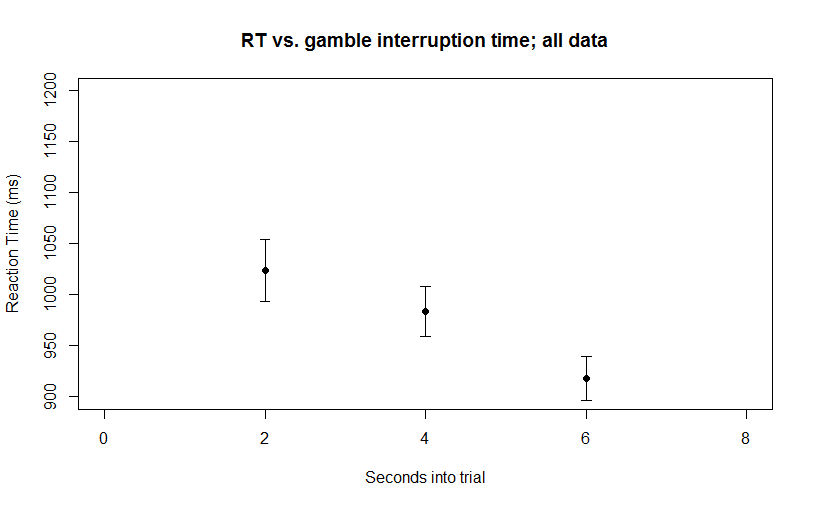 RT vs. gamble interruption time; all data
Reaction Time (ms)
1200
1150
1100
1050
1000
950
900
0 2 4 6 8
Seconds into trial